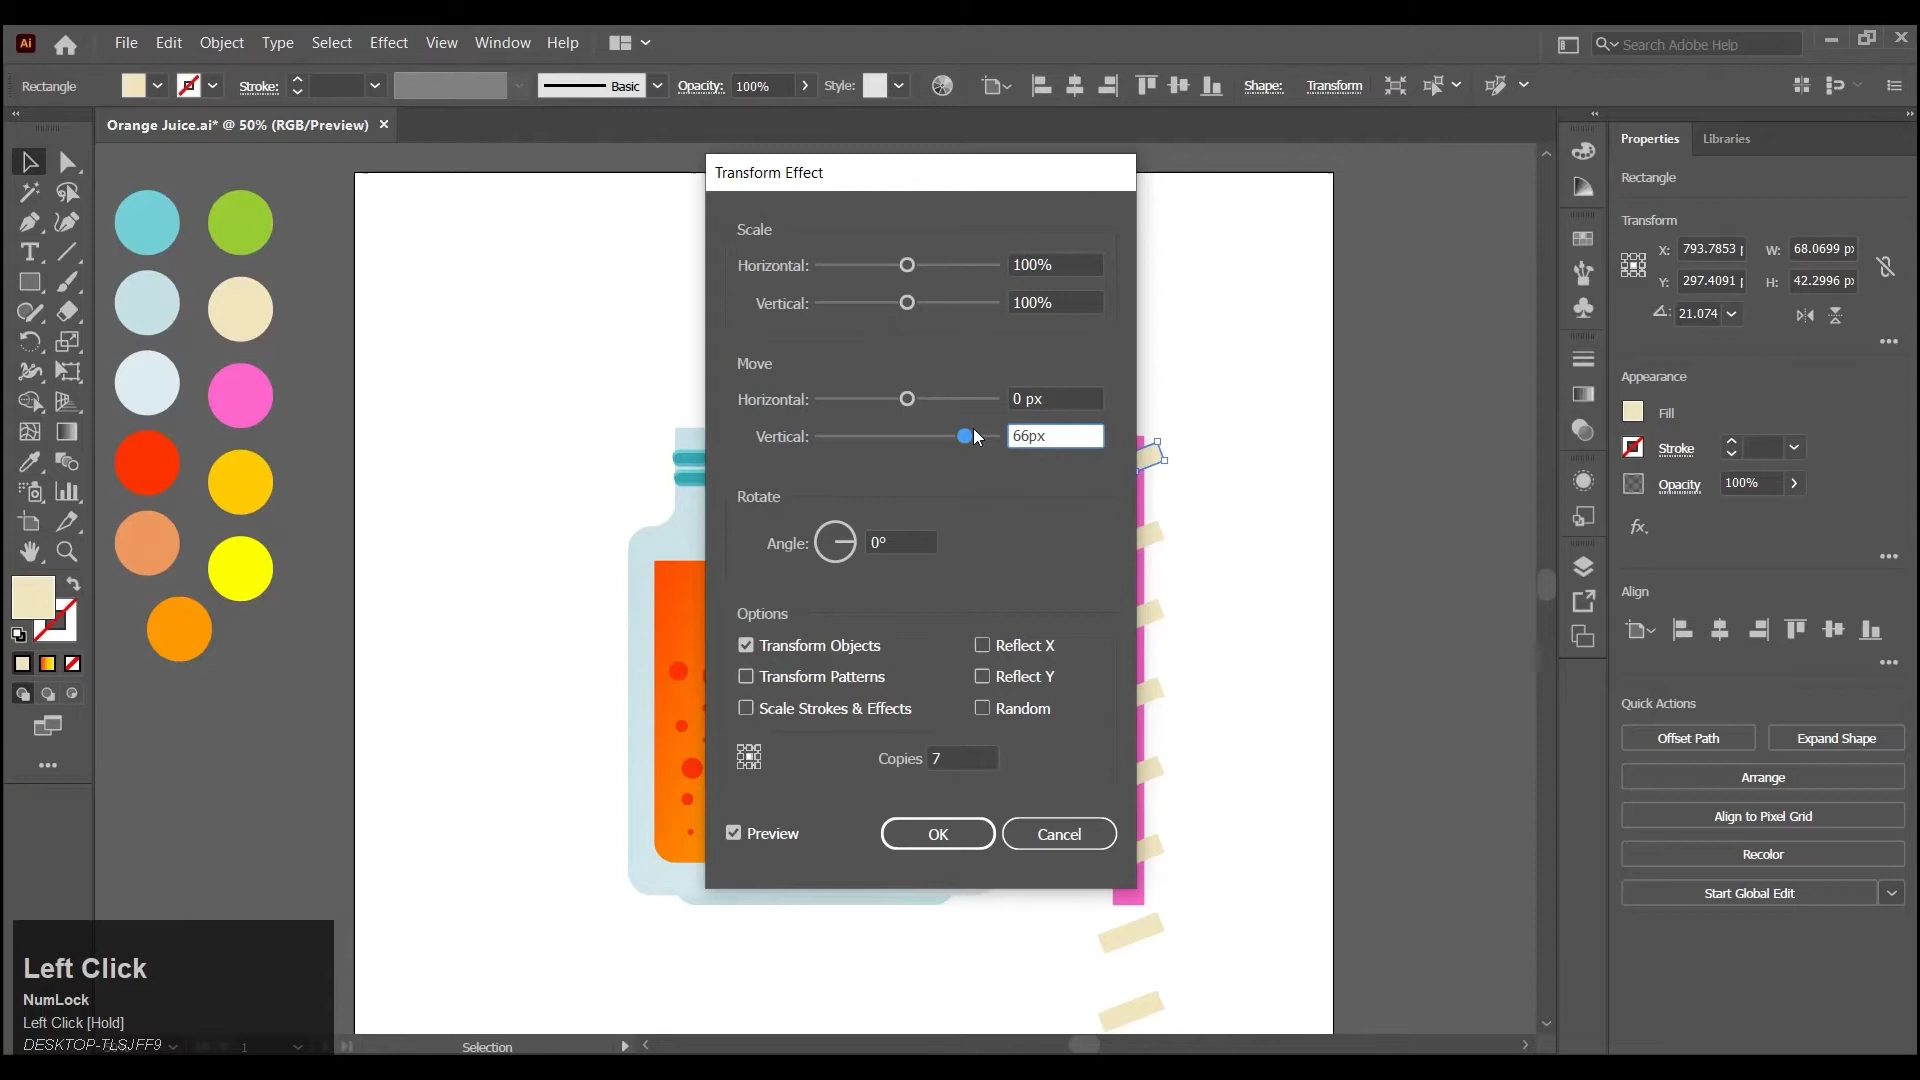 Ai File Edit Object Type Select Effect View Window Help Search Adobe Help
Rectangle Stroke: Basic Opacity: 100% Style: Shape: Transform
Orange Juice.ai* @ 50% (RGB/Preview)
Properties Libraries
Rectangle
Transform
X: 793.7853 W: 68.0699 px
Y: 297.4091 H: 42.2996 px
21.074
Appearance
Fill
Stroke
Opacity 100%
fx.
Align
Quick Actions
Offset Path Expand Shape
Arrange
Align to Pixel Grid
Recolor
Start Global Edit
Transform Effect
Scale
Horizontal: 100%
Vertical: 100%
Move
Horizontal: 0 px
Vertical: 66px
Rotate
Angle: 0°
Options
Transform Objects Reflect X
Transform Patterns Reflect Y
Scale Strokes & Effects Random
Copies 7
Preview OK Cancel
Left Click
NumLock
Left Click [Hold]
DESKTOP-TLSJFF9
1 Selection